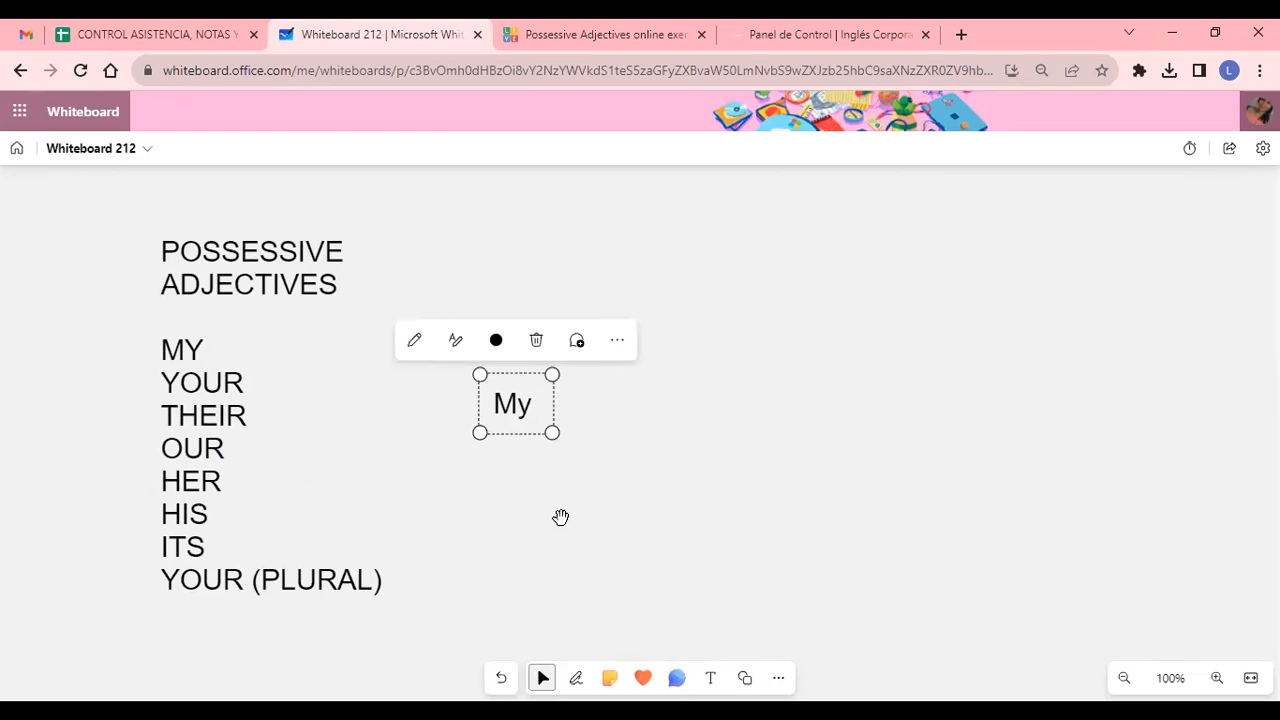 CONTROL ASISTENCIA, NOTAS Y
Whiteboard 212 | Microsoft Whit
Possessive Adjectives online exer
Panel de Control | Inglés Corpora
whiteboard.office.com/me/whiteboards/p/c3BvOmh0dHBzOi8vY2NzYWVkdS1teS5zaGFyZXBvaW50LmNvbS9wZXJzb25hbC9saXNzZXR0ZV9hb...
L
Whiteboard
Whiteboard 212
POSSESSIVE
ADJECTIVES
MY
YOUR
THEIR
OUR
HER
HIS
ITS
YOUR (PLURAL)
My
T
100%